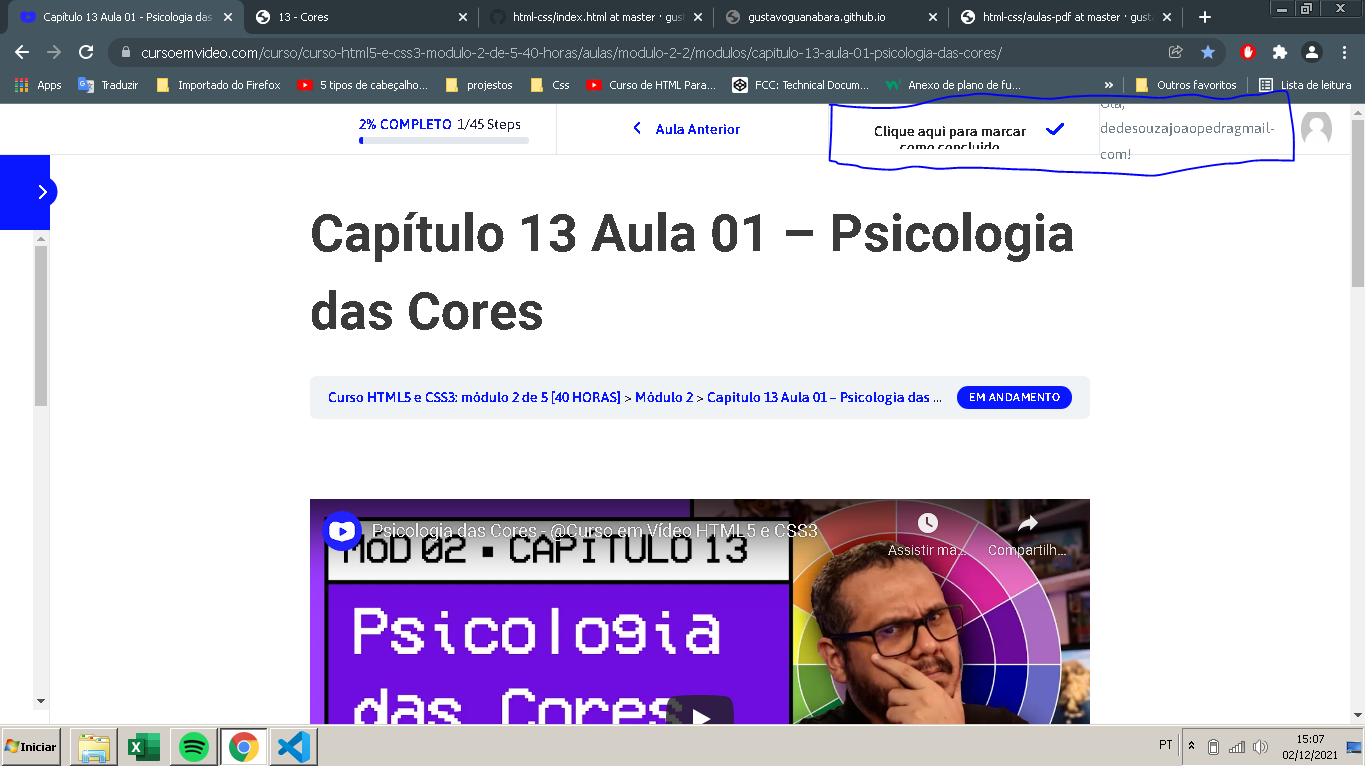 Capítulo 13 Aula 01 - Psicologia das
13 - Cores
html-css/index.html at master · gust
gustavoguanabara.github.io
html-css/aulas-pdf at master · gusta
cursoemvideo.com/curso/curso-html5-e-css3-modulo-2-de-5-40-horas/aulas/modulo-2-2/modulos/capitulo-13-aula-01-psicologia-das-cores/
Apps
Traduzir
Importado do Firefox
5 tipos de cabeçalho...
projestos
Css
Curso de HTML Para...
FCC: Technical Docum...
Anexo de plano de fu...
»
Outros favoritos
Lista de leitura
2% COMPLETO 1/45 Steps
Aula Anterior
Clique aqui para marcar
como concluido
Olá,
dedesouzajoaopedragmail-
com!
Capítulo 13 Aula 01 – Psicologia
das Cores
Curso HTML5 e CSS3: módulo 2 de 5 [40 HORAS] > Módulo 2 > Capítulo 13 Aula 01 – Psicologia das ...
EM ANDAMENTO
Psicologia das Cores - @Curso em Vídeo HTML5 e CSS3
Assistir ma...
Compartilh...
MOD 02 ▪ CAPÍTULO 13
Psicologia
das Cores
Iniciar
PT
15:07
02/12/2021